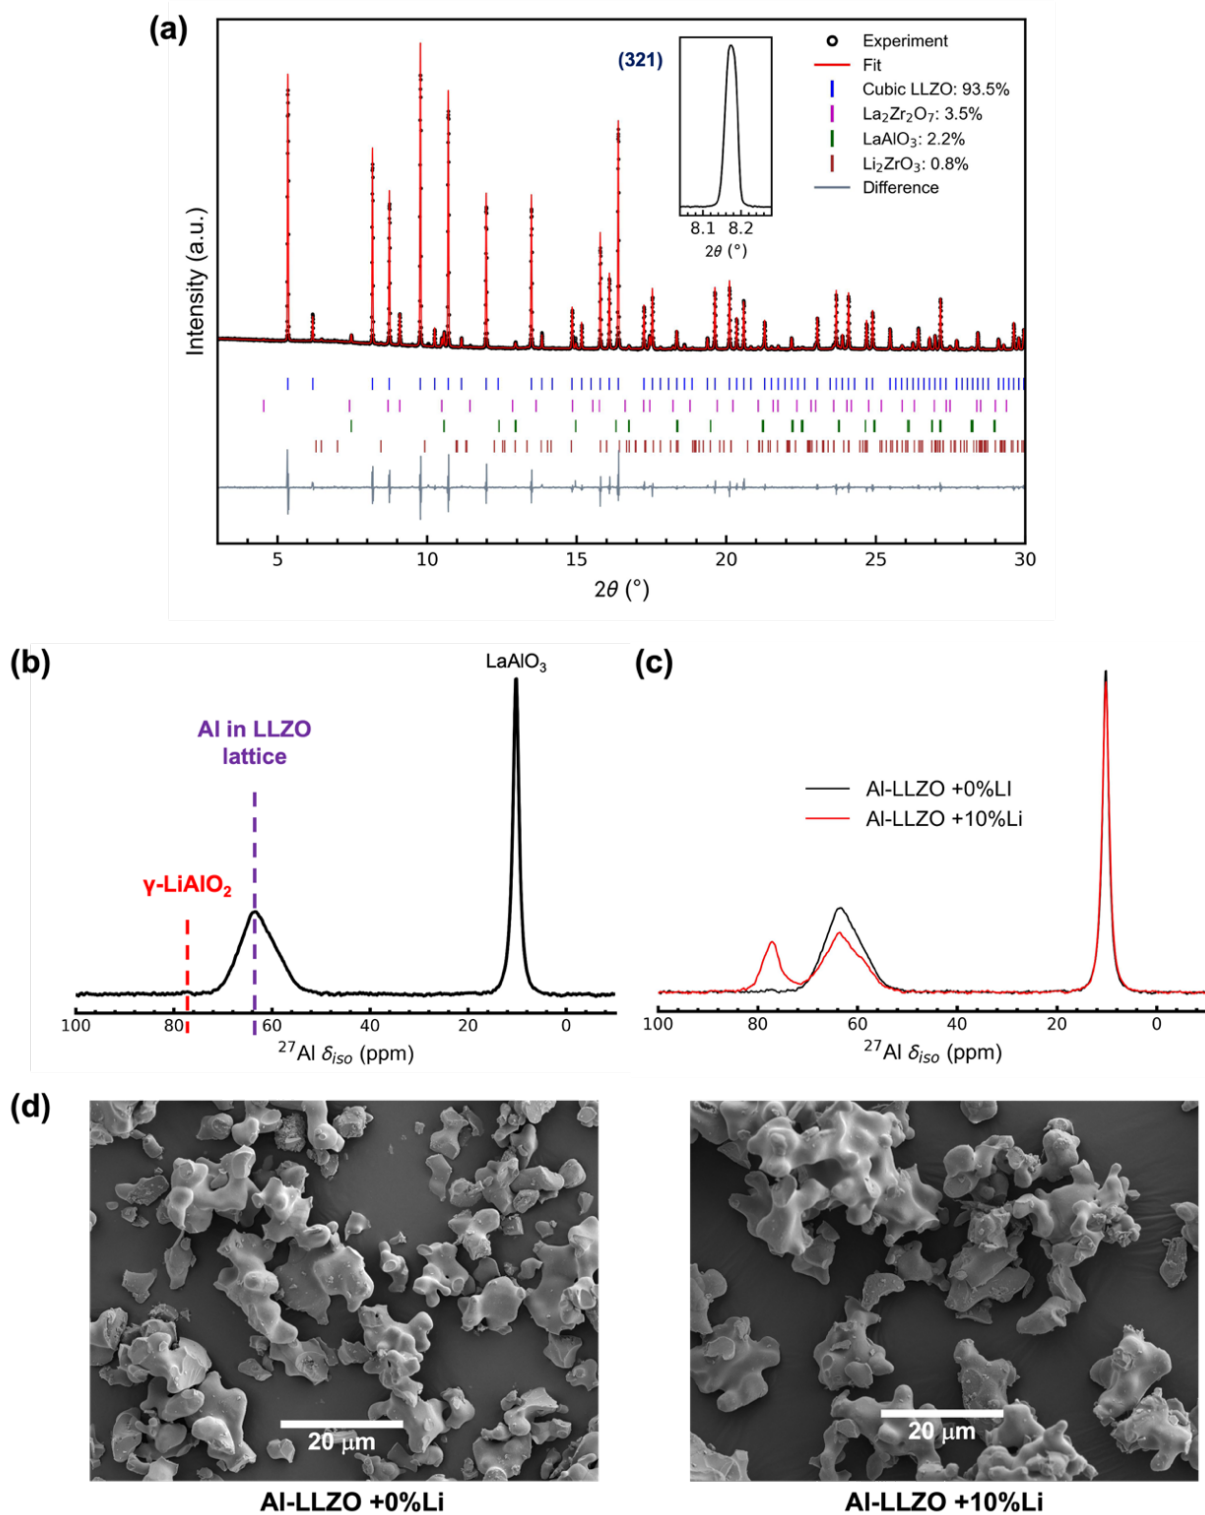 (a)
(321)
Experiment
Fit
Cubic LLZO: 93.5%
La₂Zr₂O₇: 3.5%
LaAlO₃: 2.2%
Li₂ZrO₃: 0.8%
Difference
8.1 8.2
2θ (°)
Intensity (a.u.)
5 10 15 20 25 30
2θ (°)
(b)
LaAlO₃
Al in LLZO
lattice
γ-LiAlO₂
100 80 60 40 20 0
²⁷Al δiso (ppm)
(c)
Al-LLZO +0%LI
Al-LLZO +10%Li
100 80 60 40 20 0
²⁷Al δiso (ppm)
(d)
20 μm
Al-LLZO +0%Li
20 μm
Al-LLZO +10%Li